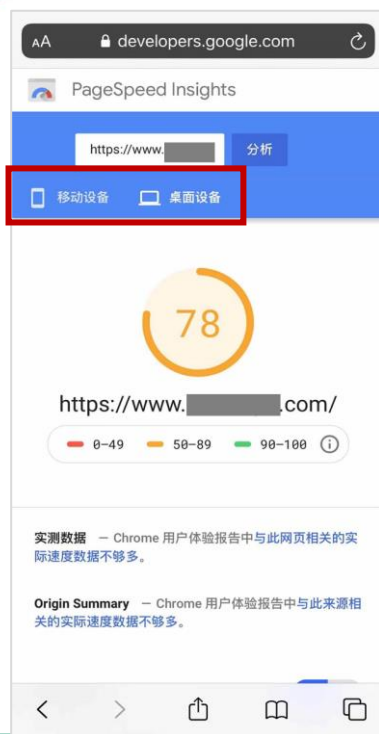 AA developers.google.com
PageSpeed Insights
https://www. 分析
移动设备 桌面设备
78
https://www. .com/
0–49 50–89 90–100
实测数据 — Chrome 用户体验报告中与此网页相关的实
际速度数据不够多。
Origin Summary — Chrome 用户体验报告中与此来源相
关的实际速度数据不够多。